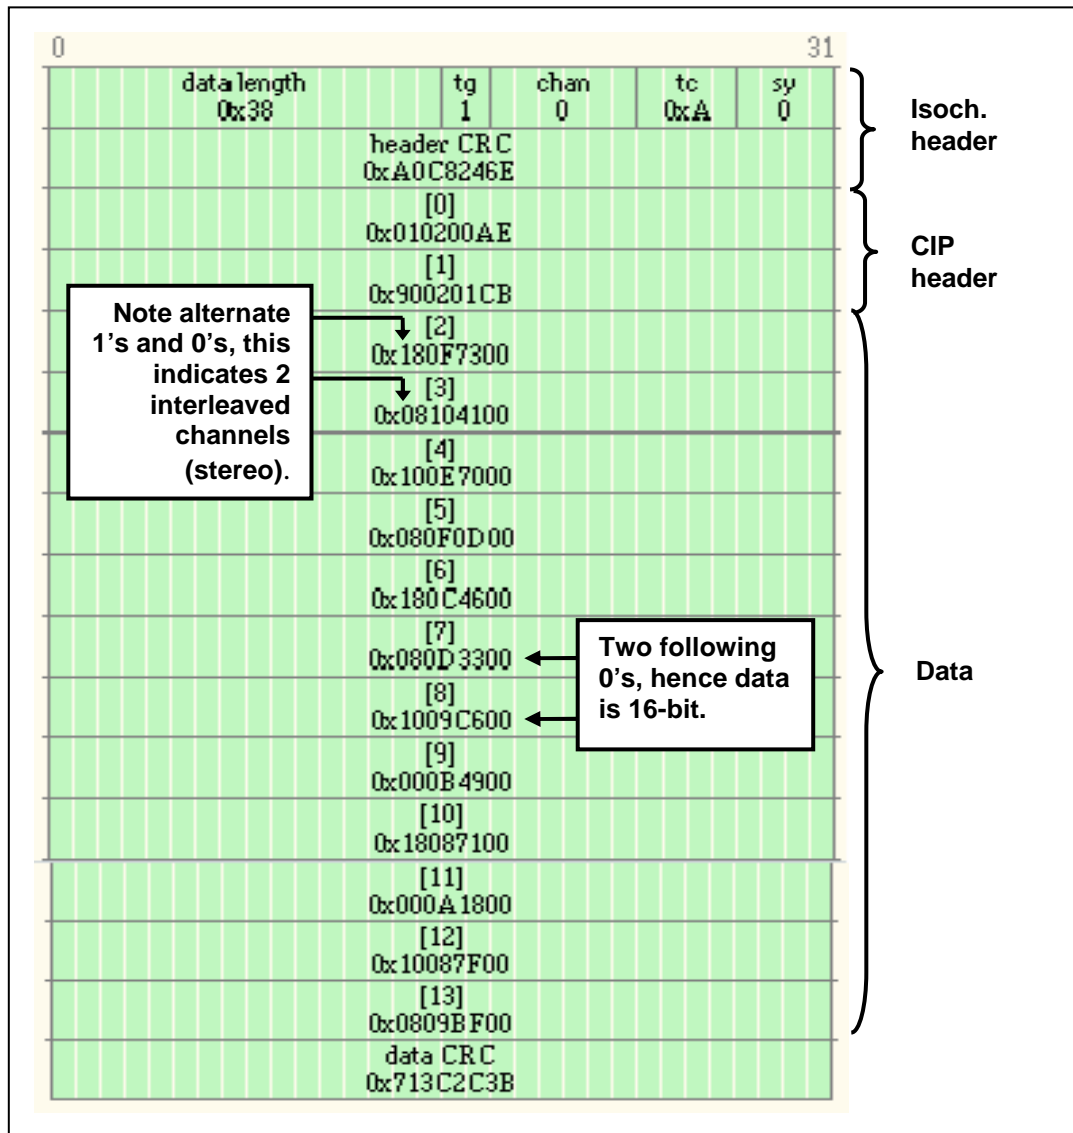 0 31
data length tg chan tc sy
0x38 1 0 0xA 0
header CRC
0xA0C8246E
Isoch.
header
[0]
0x010200AE
[1]
0x900201CB
CIP
header
Note alternate
1's and 0's, this
indicates 2
interleaved
channels
(stereo).
[2]
0x180F7300
[3]
0x08104100
[4]
0x100E7000
[5]
0x080F0D00
[6]
0x180C4600
[7]
0x080D3300
[8]
0x1009C600
Two following
0's, hence data
is 16-bit.
Data
[9]
0x000B4900
[10]
0x18087100
[11]
0x000A1800
[12]
0x10087F00
[13]
0x0809BF00
data CRC
0x713C2C3B